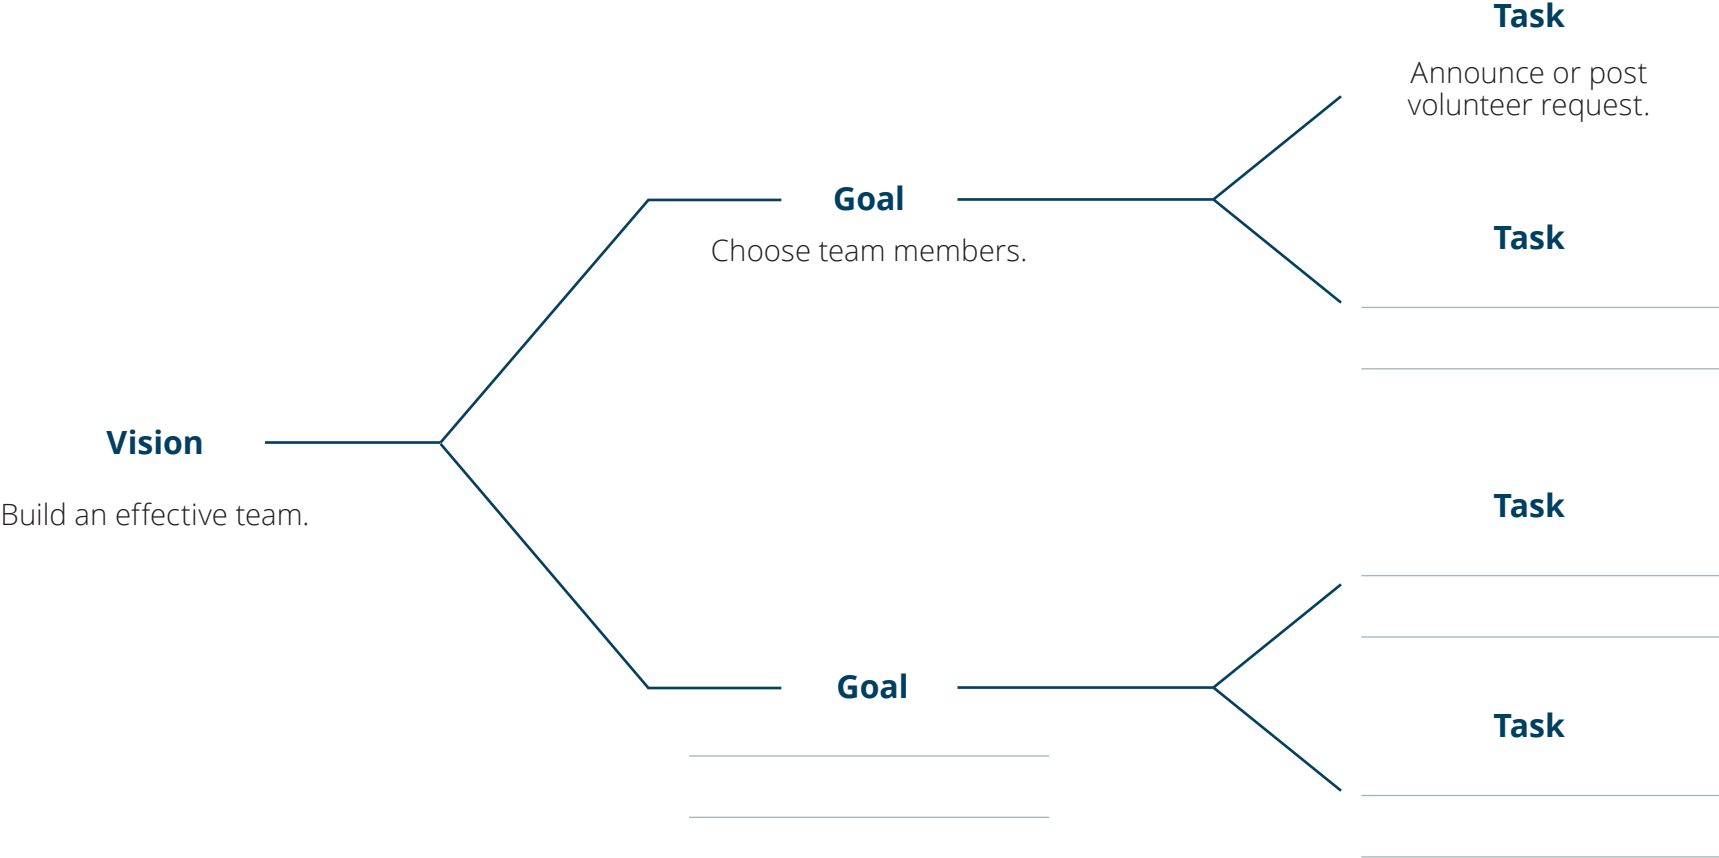 Task
Announce or post
volunteer request.
Goal
Choose team members.
Task
Vision
Build an effective team.
Task
Goal
Task